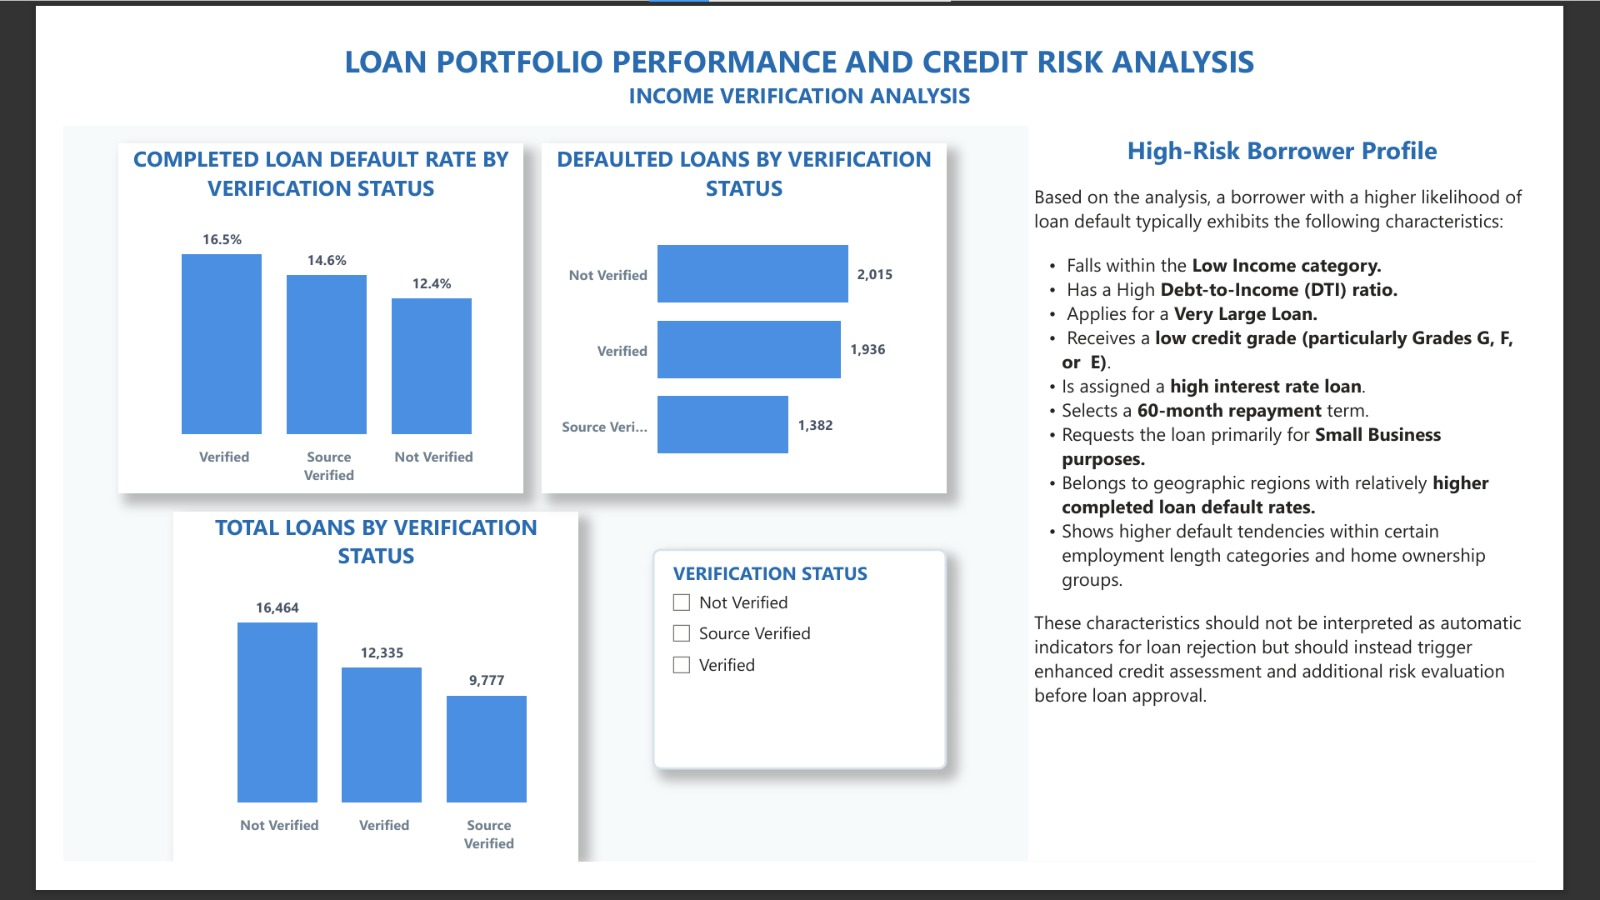 LOAN PORTFOLIO PERFORMANCE AND CREDIT RISK ANALYSIS
INCOME VERIFICATION ANALYSIS
COMPLETED LOAN DEFAULT RATE BY
VERIFICATION STATUS
16.5%
14.6%
12.4%
Verified
Source
Verified
Not Verified
DEFAULTED LOANS BY VERIFICATION
STATUS
Not Verified 2,015
Verified 1,936
Source Veri... 1,382
TOTAL LOANS BY VERIFICATION
STATUS
16,464
12,335
9,777
Not Verified
Verified
Source
Verified
VERIFICATION STATUS
Not Verified
Source Verified
Verified
High-Risk Borrower Profile
Based on the analysis, a borrower with a higher likelihood of
loan default typically exhibits the following characteristics:
• Falls within the Low Income category.
• Has a High Debt-to-Income (DTI) ratio.
• Applies for a Very Large Loan.
• Receives a low credit grade (particularly Grades G, F,
or E).
• Is assigned a high interest rate loan.
• Selects a 60-month repayment term.
• Requests the loan primarily for Small Business
purposes.
• Belongs to geographic regions with relatively higher
completed loan default rates.
• Shows higher default tendencies within certain
employment length categories and home ownership
groups.
These characteristics should not be interpreted as automatic
indicators for loan rejection but should instead trigger
enhanced credit assessment and additional risk evaluation
before loan approval.